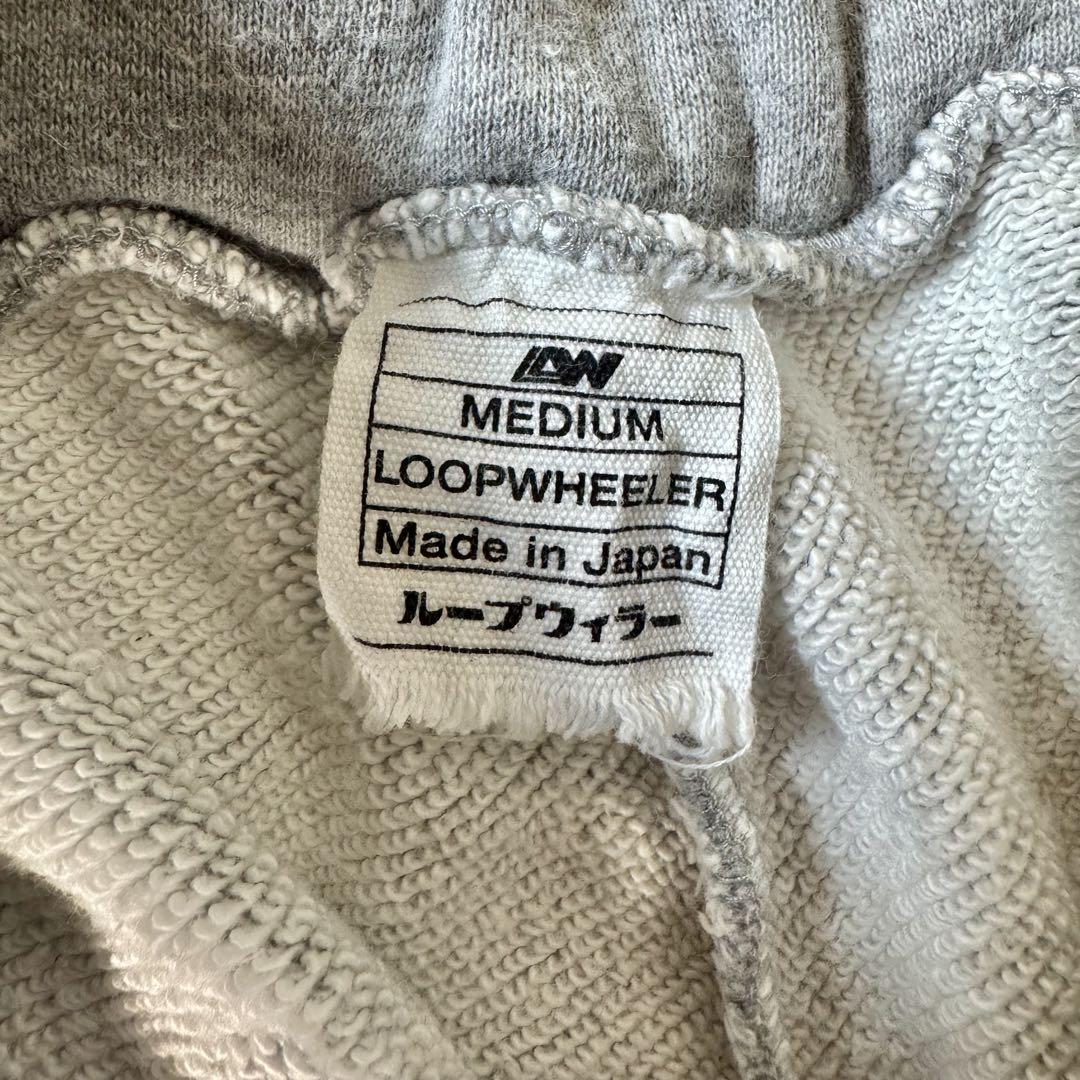 LW
MEDIUM
LOOPWHEELER
Made in Japan
ループウィラー